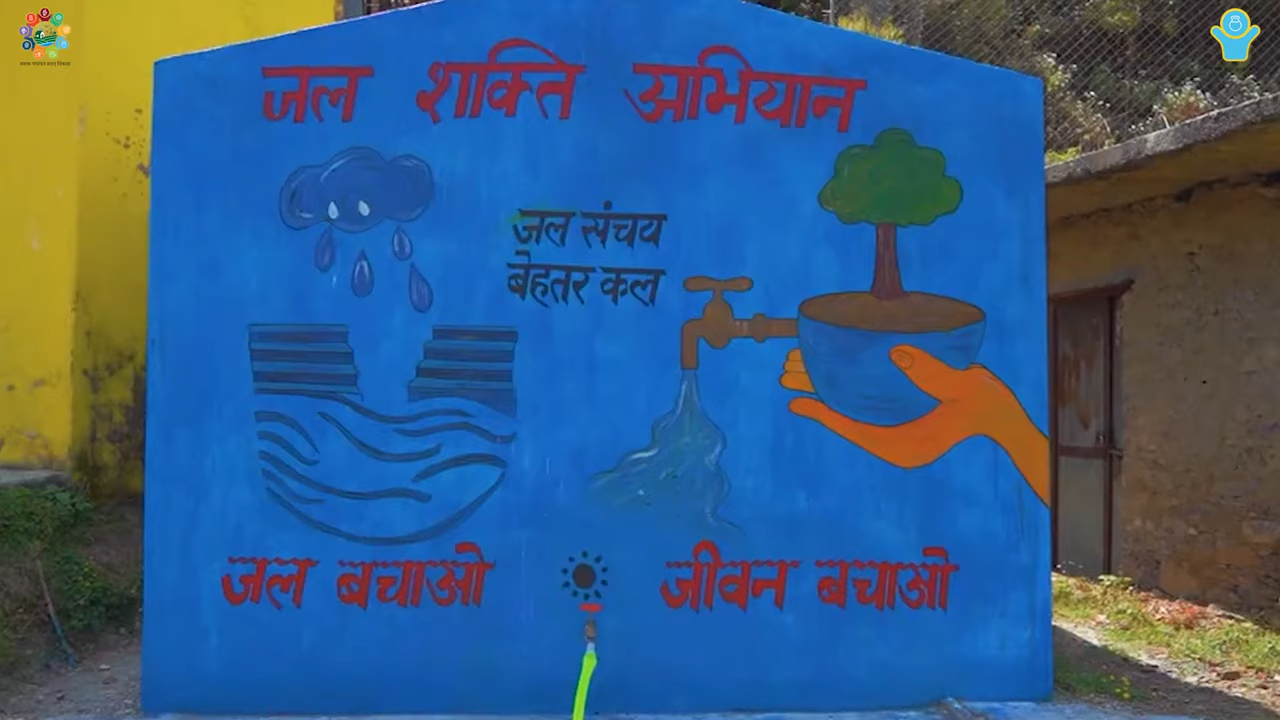 जल शक्ति अभियान
जल संचय
बेहतर कल
जल बचाओ
जीवन बचाओ